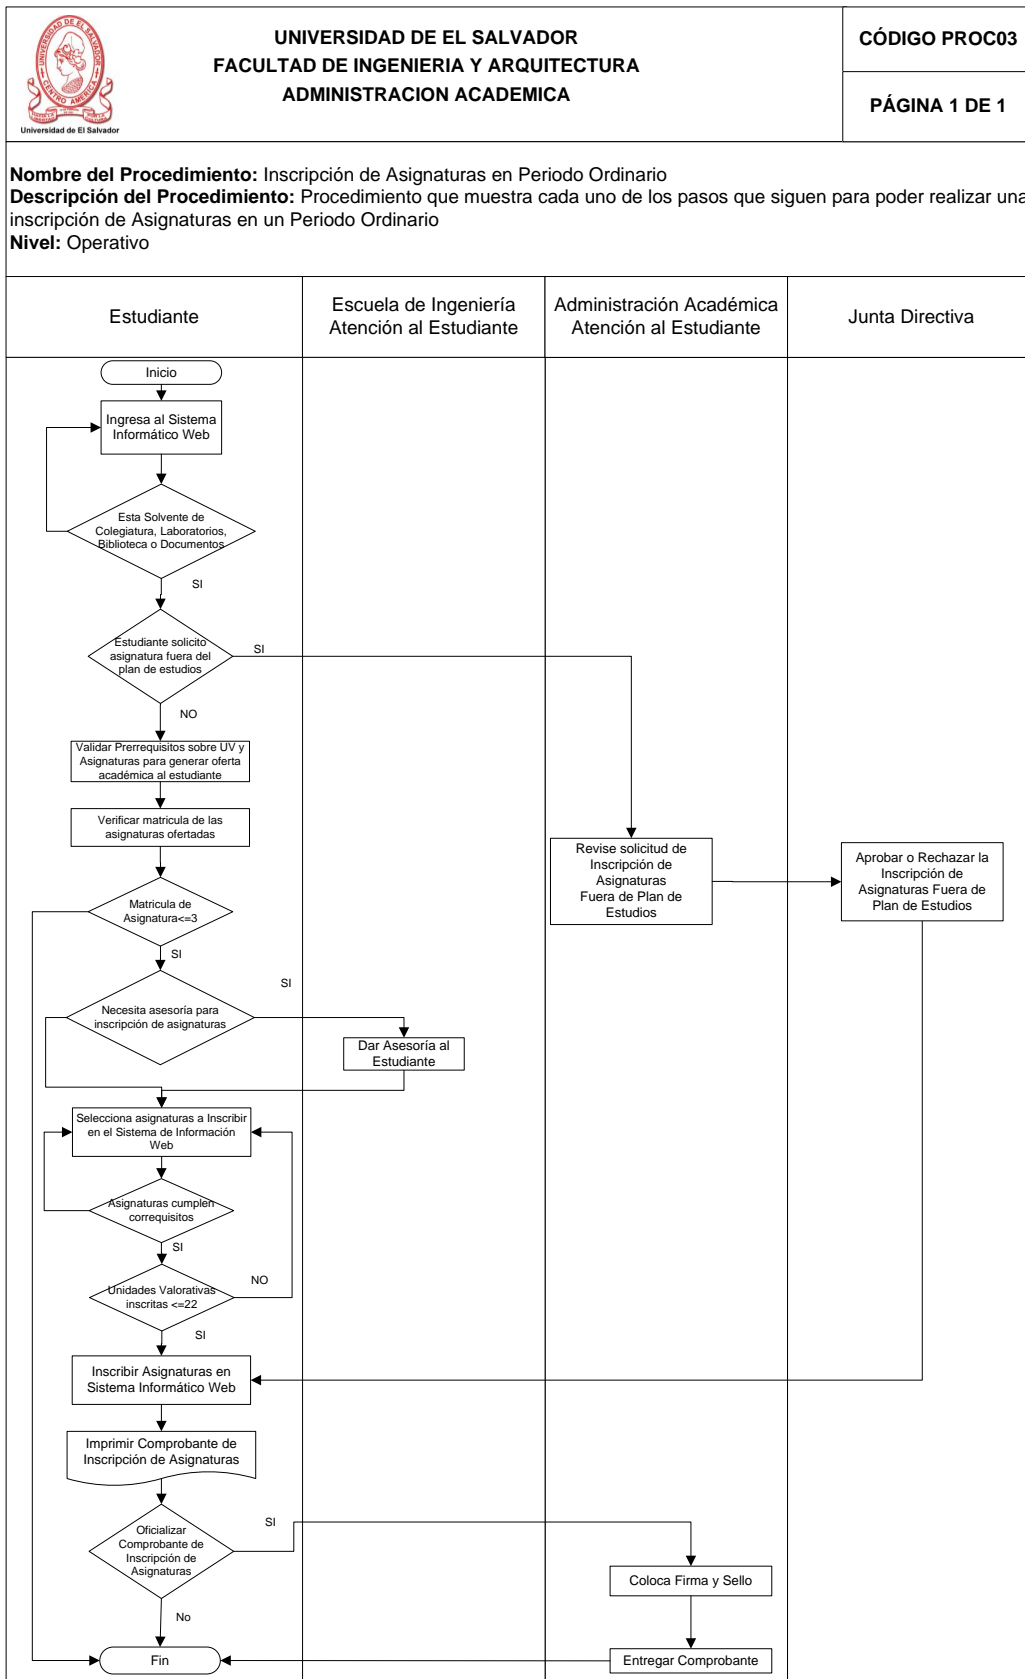 UNIVERSIDAD DE EL SALVADOR
FACULTAD DE INGENIERIA Y ARQUITECTURA
ADMINISTRACION ACADEMICA
CÓDIGO PROC03
PÁGINA 1 DE 1
UNIVERSIDAD DE EL SALVADOR
CENTRO AMERICA
Universidad de El Salvador
Nombre del Procedimiento: Inscripción de Asignaturas en Periodo Ordinario
Descripción del Procedimiento: Procedimiento que muestra cada uno de los pasos que siguen para poder realizar una
inscripción de Asignaturas en un Periodo Ordinario
Nivel: Operativo
Estudiante
Escuela de Ingeniería
Atención al Estudiante
Administración Académica
Atención al Estudiante
Junta Directiva
Inicio
Ingresa al Sistema
Informático Web
Esta Solvente de
Colegiatura, Laboratorios,
Biblioteca o Documentos
SI
Estudiante solicito
asignatura fuera del
plan de estudios
SI
NO
Validar Prerrequisitos sobre UV y
Asignaturas para generar oferta
académica al estudiante
Verificar matricula de las
asignaturas ofertadas
Revise solicitud de
Inscripción de
Asignaturas
Fuera de Plan de
Estudios
Aprobar o Rechazar la
Inscripción de
Asignaturas Fuera de
Plan de Estudios
Matricula de
Asignatura<=3
SI
SI
Necesita asesoría para
inscripción de asignaturas
Dar Asesoría al
Estudiante
Selecciona asignaturas a Inscribir
en el Sistema de Información
Web
Asignaturas cumplen
correquisitos
SI
Unidades Valorativas
inscritas <=22
NO
SI
Inscribir Asignaturas en
Sistema Informático Web
Imprimir Comprobante de
Inscripción de Asignaturas
Oficializar
Comprobante de
Inscripción de
Asignaturas
SI
Coloca Firma y Sello
No
Fin
Entregar Comprobante